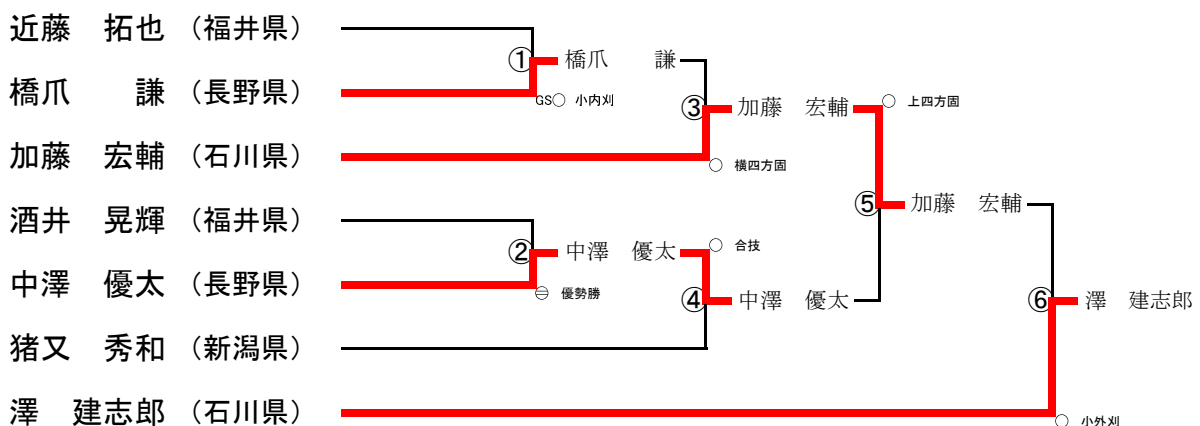 近藤　拓也 （福井県）
① 橋爪　　謙
橋爪　　謙 （長野県）
GS○ 小内刈
③ 加藤　宏輔
○ 上四方固
加藤　宏輔 （石川県）
○ 横四方固
酒井　晃輝 （福井県）
⑤ 加藤　宏輔
② 中澤　優太
○ 合技
中澤　優太 （長野県）
㊀ 優勢勝
④ 中澤　優太
⑥ 澤　建志郎
猪又　秀和 （新潟県）
澤　建志郎 （石川県）
○ 小外刈